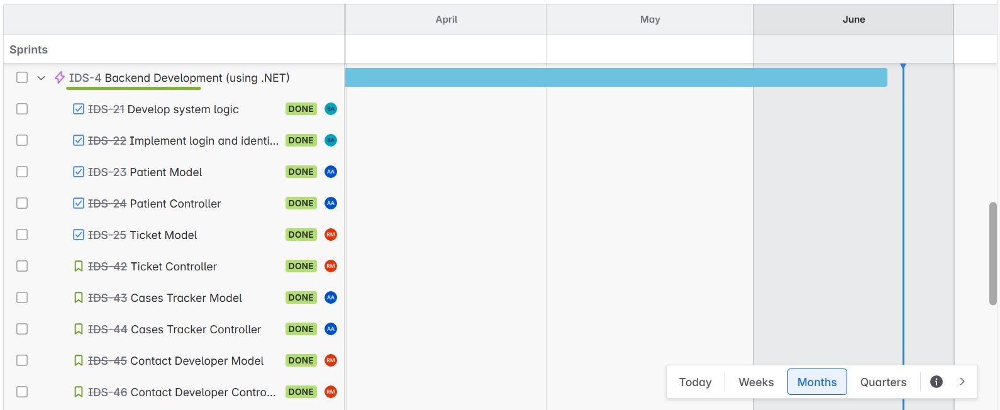 April May June
Sprints
IDS-4 Backend Development (using .NET)
IDS-21 Develop system logic DONE BA
IDS-22 Implement login and identi... DONE BA
IDS-23 Patient Model DONE AA
IDS-24 Patient Controller DONE AA
IDS-25 Ticket Model DONE RM
IDS-42 Ticket Controller DONE RM
IDS-43 Cases Tracker Model DONE AA
IDS-44 Cases Tracker Controller DONE AA
IDS-45 Contact Developer Model DONE RM
IDS-46 Contact Developer Contro... DONE RM
Today Weeks Months Quarters